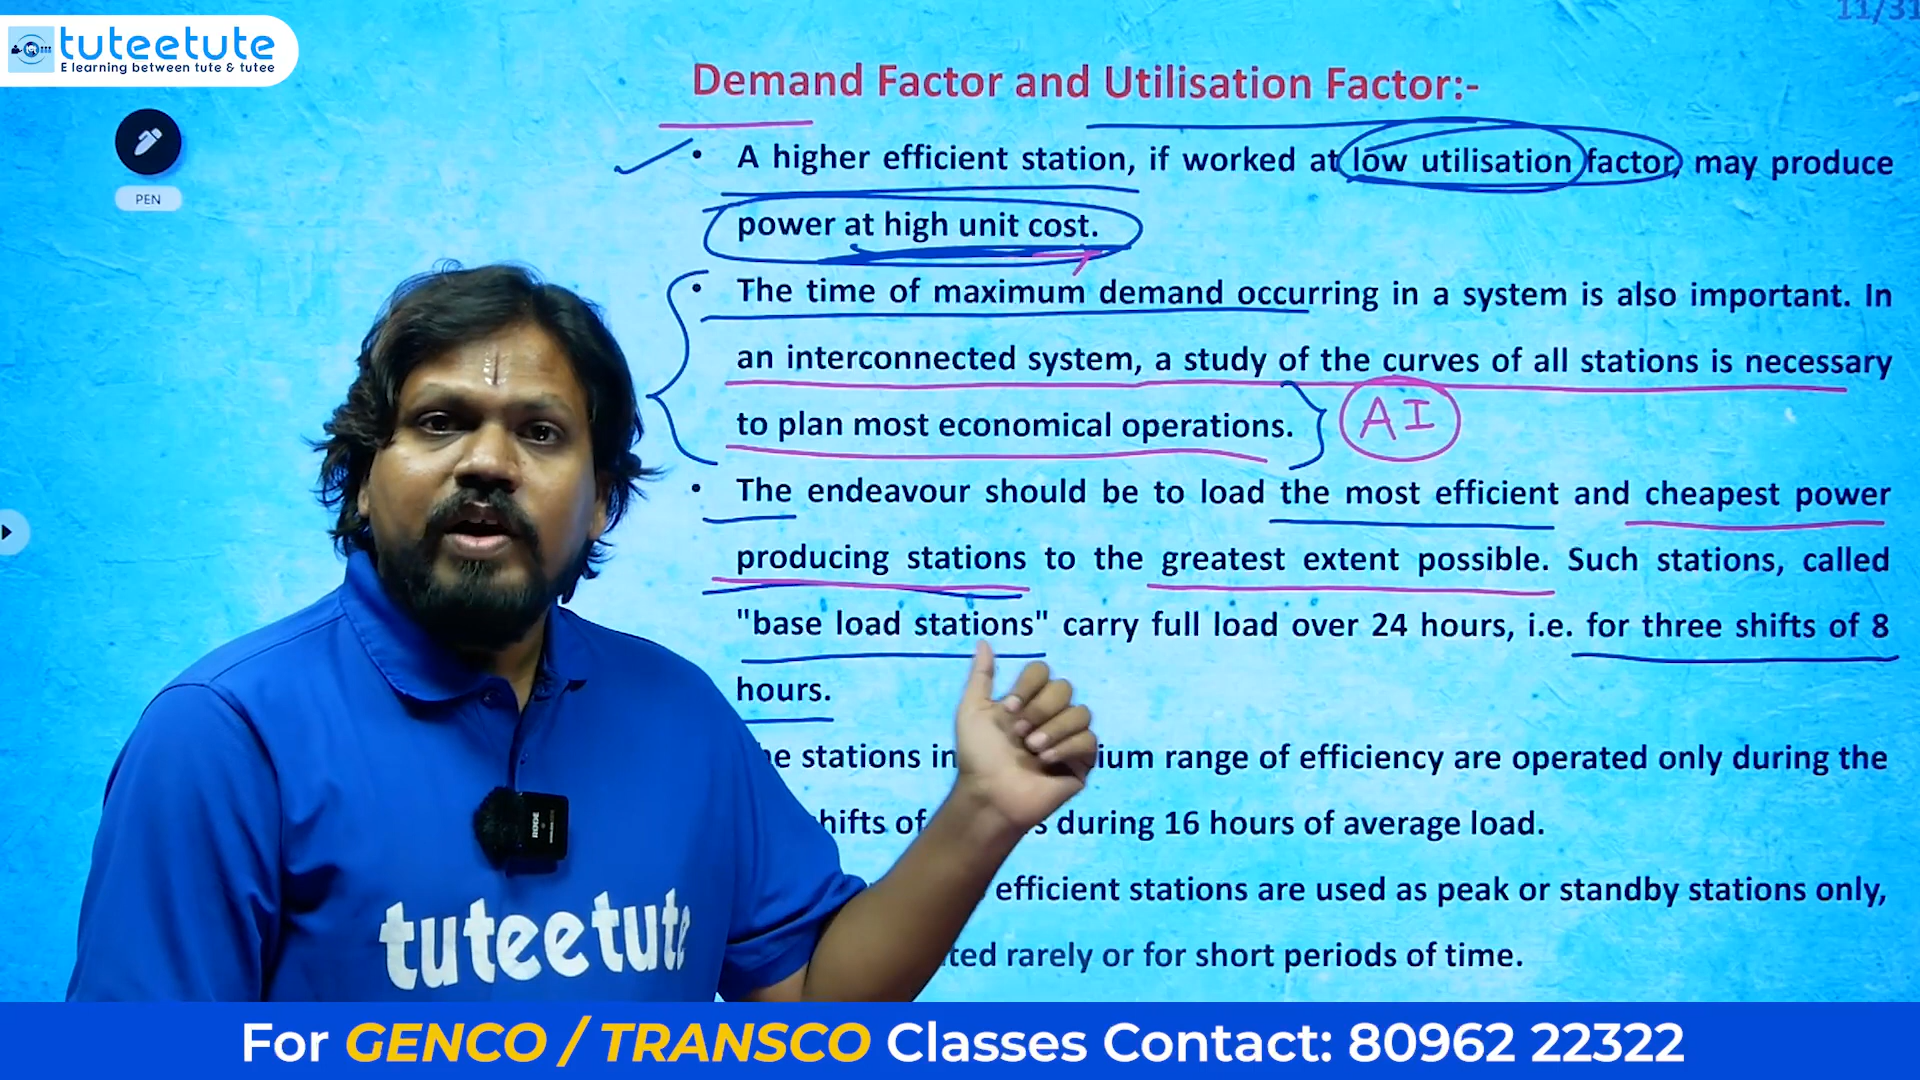 11/31
tuteetute
E learning between tute & tutee
PEN
Demand Factor and Utilisation Factor:-
• A higher efficient station, if worked at low utilisation factor, may produce
power at high unit cost.
• The time of maximum demand occurring in a system is also important. In
an interconnected system, a study of the curves of all stations is necessary
to plan most economical operations.
AI
• The endeavour should be to load the most efficient and cheapest power
producing stations to the greatest extent possible. Such stations, called
"base load stations" carry full load over 24 hours, i.e. for three shifts of 8
hours.
stations in range of efficiency are operated only during the
of during 16 hours of average load.
efficient stations are used as peak or standby stations only,
rarely or for short periods of time.
RODE
tuteetute
For GENCO / TRANSCO Classes Contact: 80962 22322